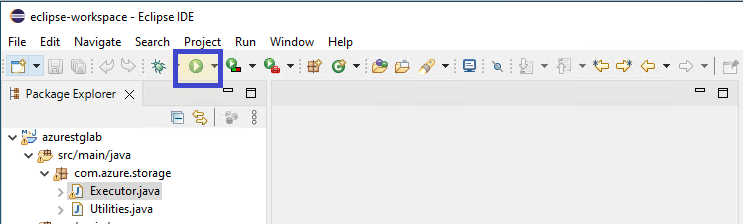 eclipse-workspace - Eclipse IDE
File Edit Navigate Search Project Run Window Help
Package Explorer
azurestglab
src/main/java
com.azure.storage
Executor.java
Utilities.java